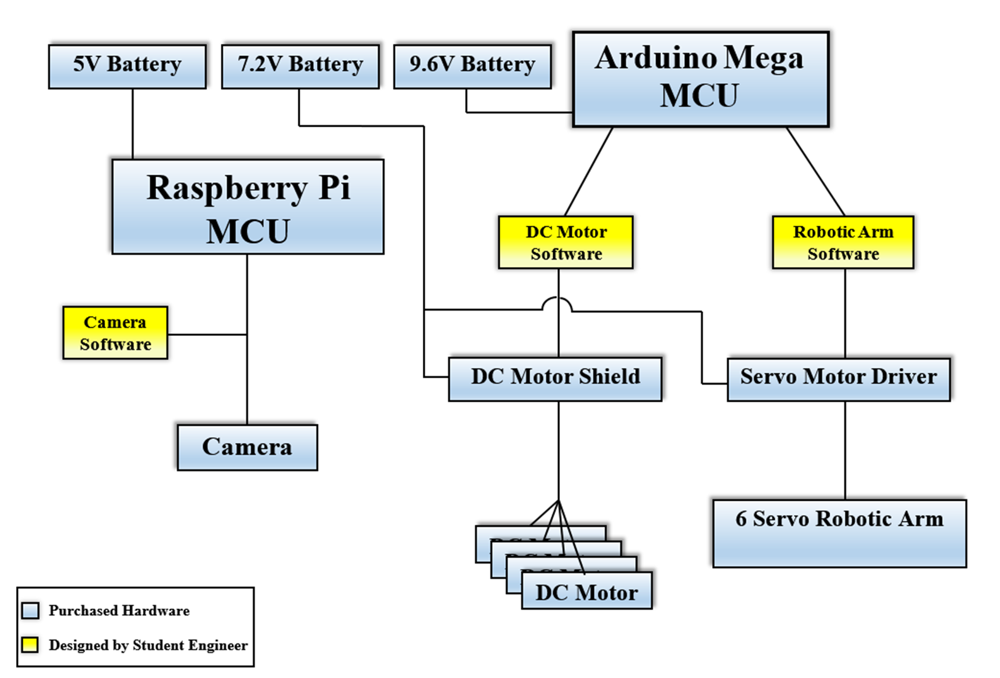 5V Battery
7.2V Battery
9.6V Battery
Arduino Mega
MCU
Raspberry Pi
MCU
DC Motor
Software
Robotic Arm
Software
Camera
Software
DC Motor Shield
Servo Motor Driver
Camera
6 Servo Robotic Arm
DC Motor
Purchased Hardware
Designed by Student Engineer